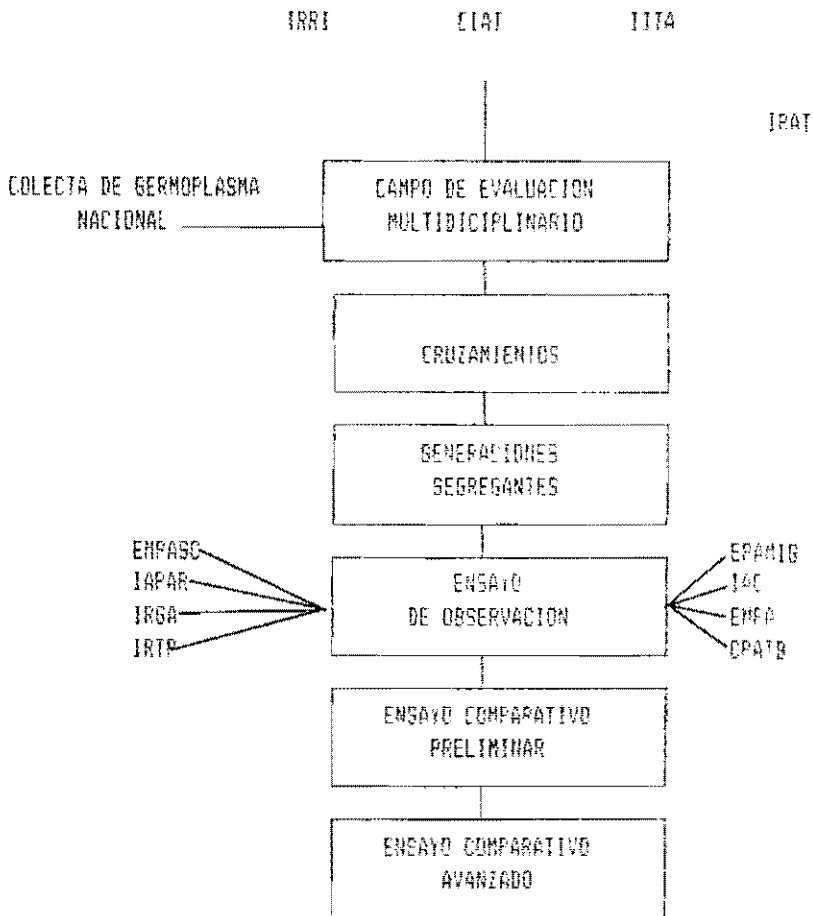 IRRI CIAT IITA
IRAT
COLECTA DE GERMOPLASMA
NACIONAL
CAMPO DE EVALUACION
MULTIDICIPLINARIO
CRUZAMIENTOS
GENERACIONES
SEGREGANTES
EMPASC
IAPAR
IRGA
IRTP
ENSAYO
DE OBSERVACION
EPAMIG
IAC
EMPA
CPATB
ENSAYO COMPARATIVO
PRELIMINAR
ENSAYO COMPARATIVO
AVANZADO